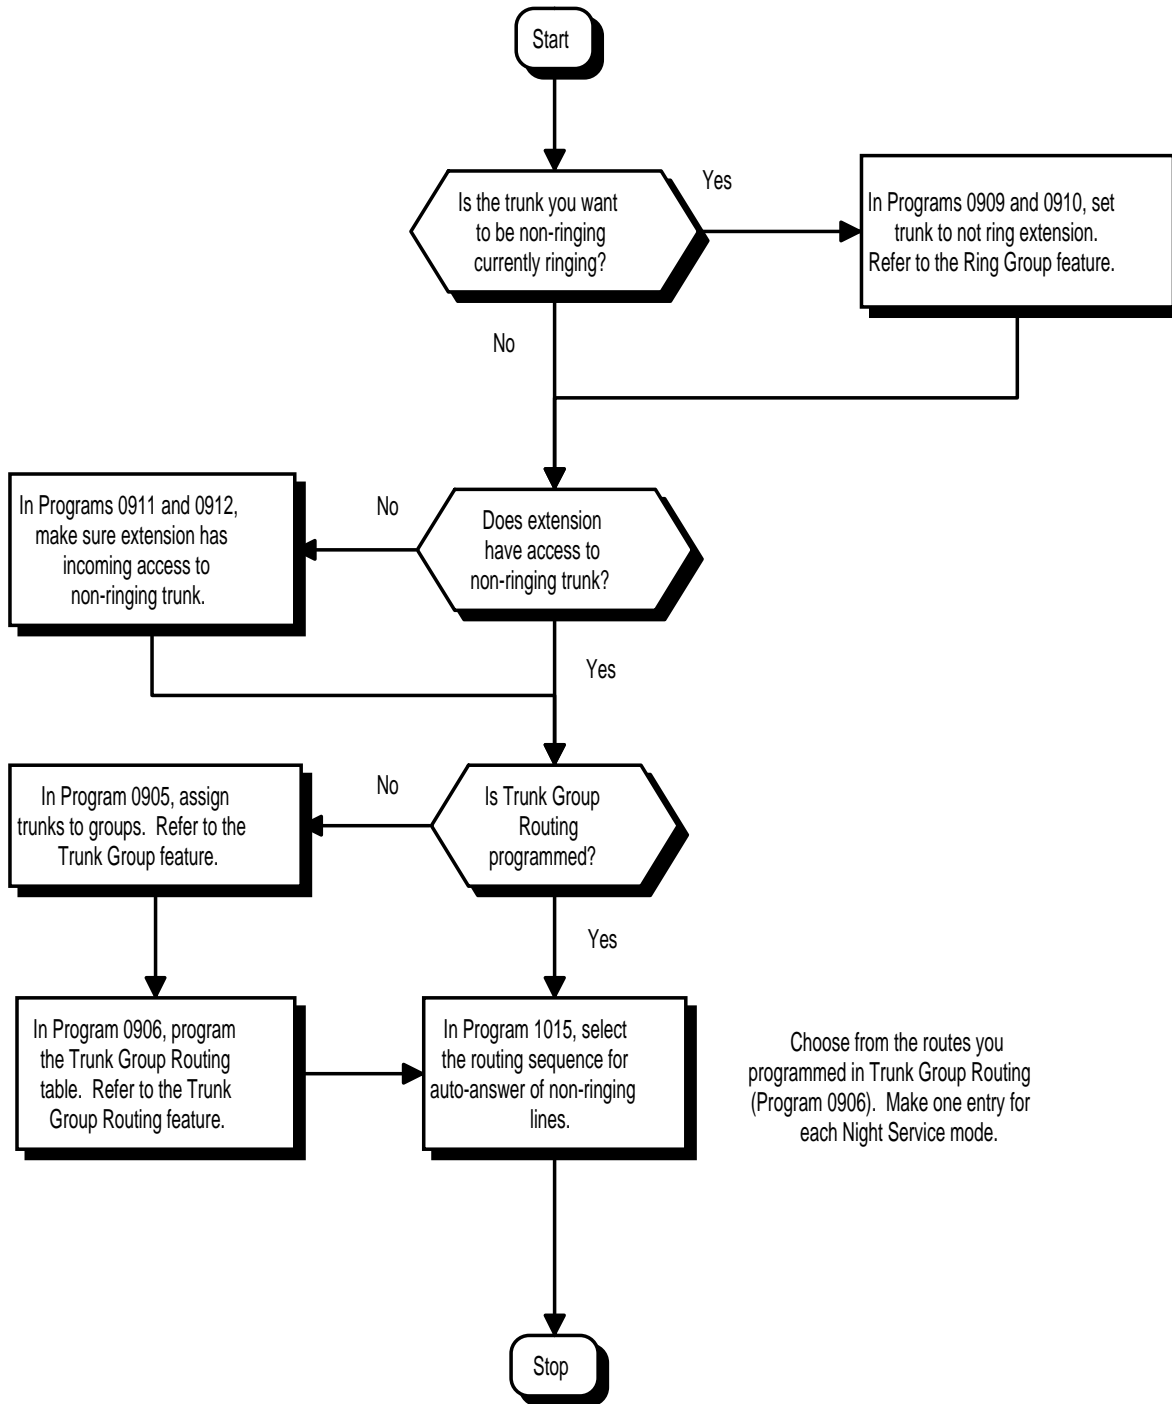 Start
Is the trunk you want
to be non-ringing
currently ringing?
Yes
In Programs 0909 and 0910, set
trunk to not ring extension.
Refer to the Ring Group feature.
No
In Programs 0911 and 0912,
make sure extension has
incoming access to
non-ringing trunk.
No
Does extension
have access to
non-ringing trunk?
Yes
In Program 0905, assign
trunks to groups.  Refer to the
Trunk Group feature.
No
Is Trunk Group
Routing
programmed?
Yes
In Program 0906, program
the Trunk Group Routing
table.  Refer to the Trunk
Group Routing feature.
In Program 1015, select
the routing sequence for
auto-answer of non-ringing
lines.
Choose from the routes you
programmed in Trunk Group Routing
(Program 0906).  Make one entry for
each Night Service mode.
Stop